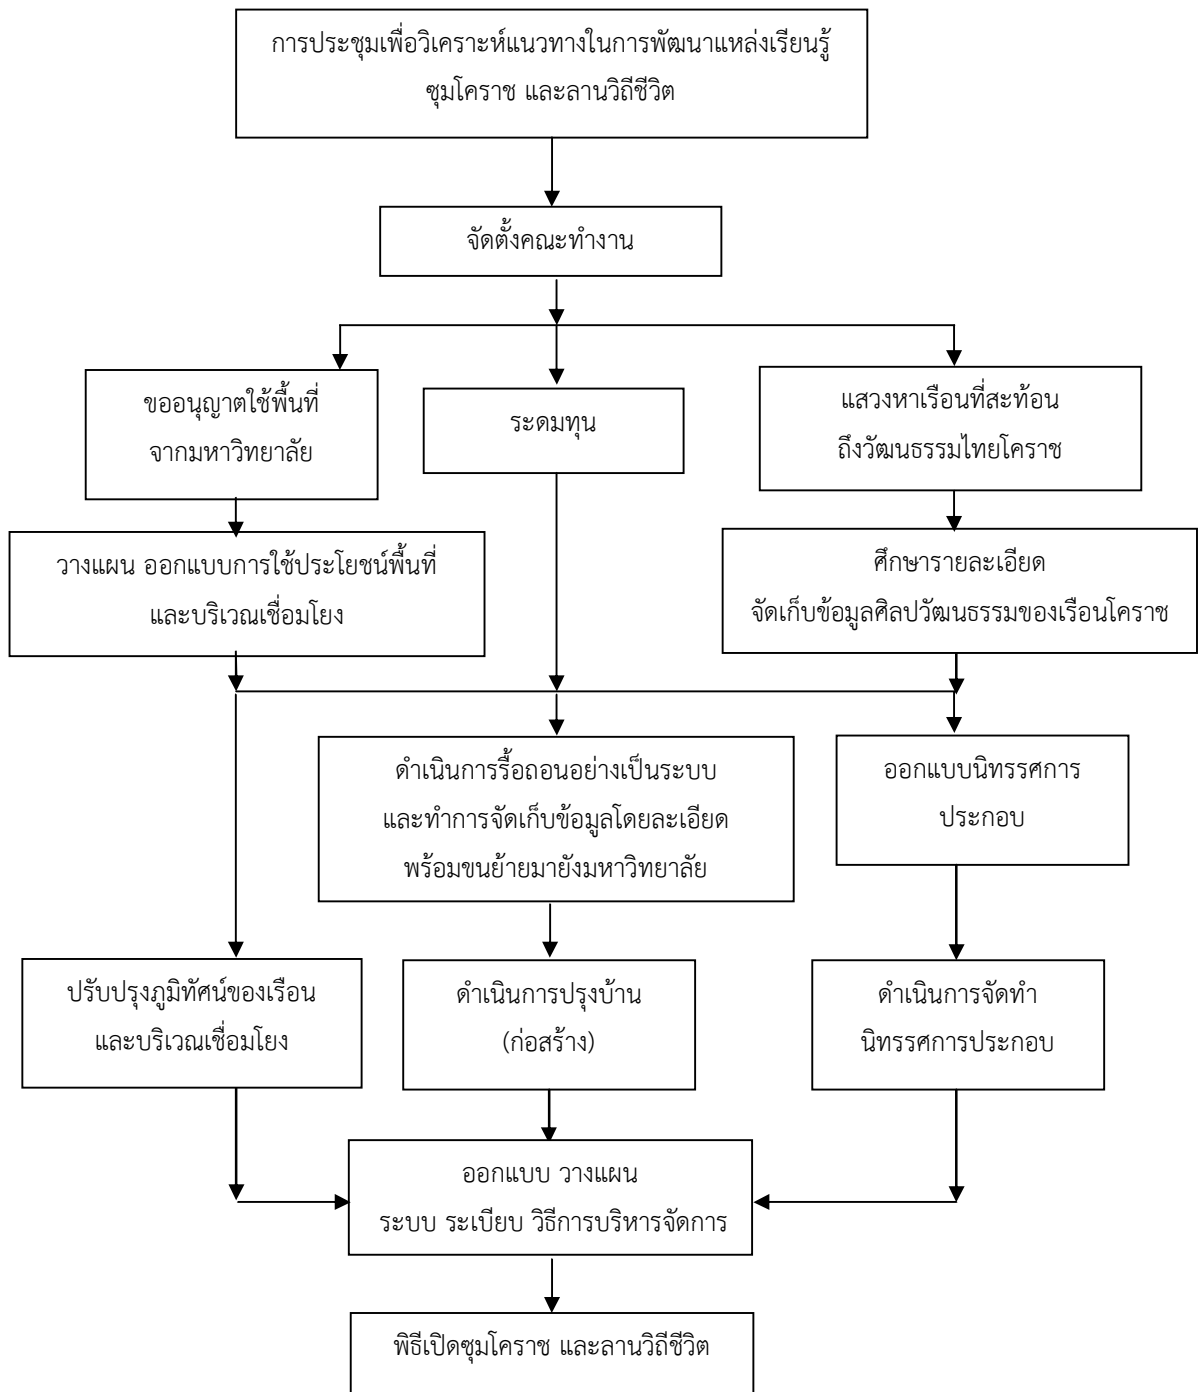 การประชุมเพื่อวิเคราะห์แนวทางในการพัฒนาแหล่งเรียนรู้
ซุมโคราช และลานวิถีชีวิต
จัดตั้งคณะทำงาน
ขออนุญาตใช้พื้นที่
จากมหาวิทยาลัย
ระดมทุน
แสวงหาเรือนที่สะท้อน
ถึงวัฒนธรรมไทยโคราช
วางแผน ออกแบบการใช้ประโยชน์พื้นที่
และบริเวณเชื่อมโยง
ศึกษารายละเอียด
จัดเก็บข้อมูลศิลปวัฒนธรรมของเรือนโคราช
ดำเนินการรื้อถอนอย่างเป็นระบบ
และทำการจัดเก็บข้อมูลโดยละเอียด
พร้อมขนย้ายมายังมหาวิทยาลัย
ออกแบบนิทรรศการ
ประกอบ
ปรับปรุงภูมิทัศน์ของเรือน
และบริเวณเชื่อมโยง
ดำเนินการปรุงบ้าน
(ก่อสร้าง)
ดำเนินการจัดทำ
นิทรรศการประกอบ
ออกแบบ วางแผน
ระบบ ระเบียบ วิธีการบริหารจัดการ
พิธีเปิดซุมโคราช และลานวิถีชีวิต